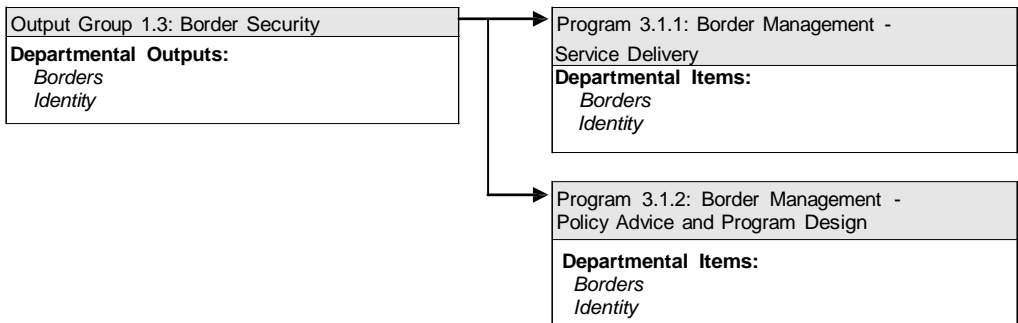 Output Group 1.3: Border Security
Departmental Outputs:
Borders
Identity
Program 3.1.1: Border Management -
Service Delivery
Departmental Items:
Borders
Identity
Program 3.1.2: Border Management -
Policy Advice and Program Design
Departmental Items:
Borders
Identity